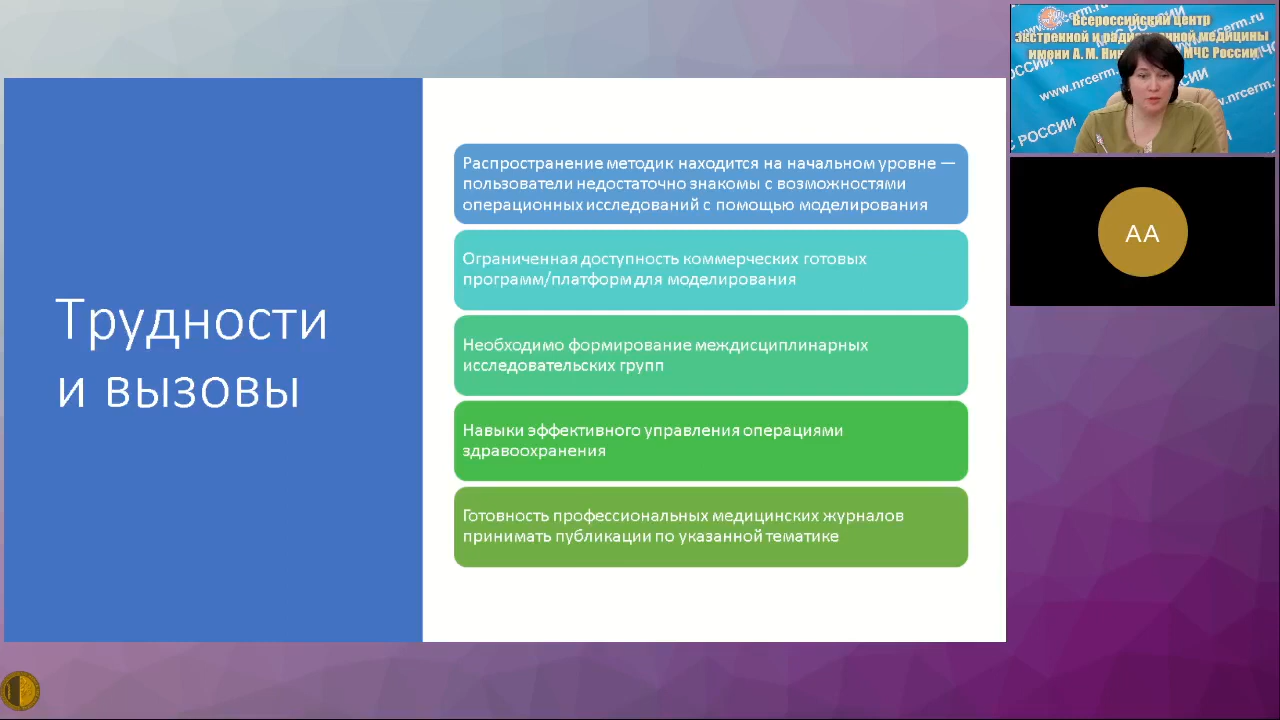 Трудности
и вызовы
Распространение методик находится на начальном уровне —
пользователи недостаточно знакомы с возможностями
операционных исследований с помощью моделирования
Ограниченная доступность коммерческих готовых
программ/платформ для моделирования
Необходимо формирование междисциплинарных
исследовательских групп
Навыки эффективного управления операциями
здравоохранения
Готовность профессиональных медицинских журналов
принимать публикации по указанной тематике
Всероссийский центр
экстренной и медицины
имени А. М. МЧС России
www.nrcerm.ru
РОССИИ
АА